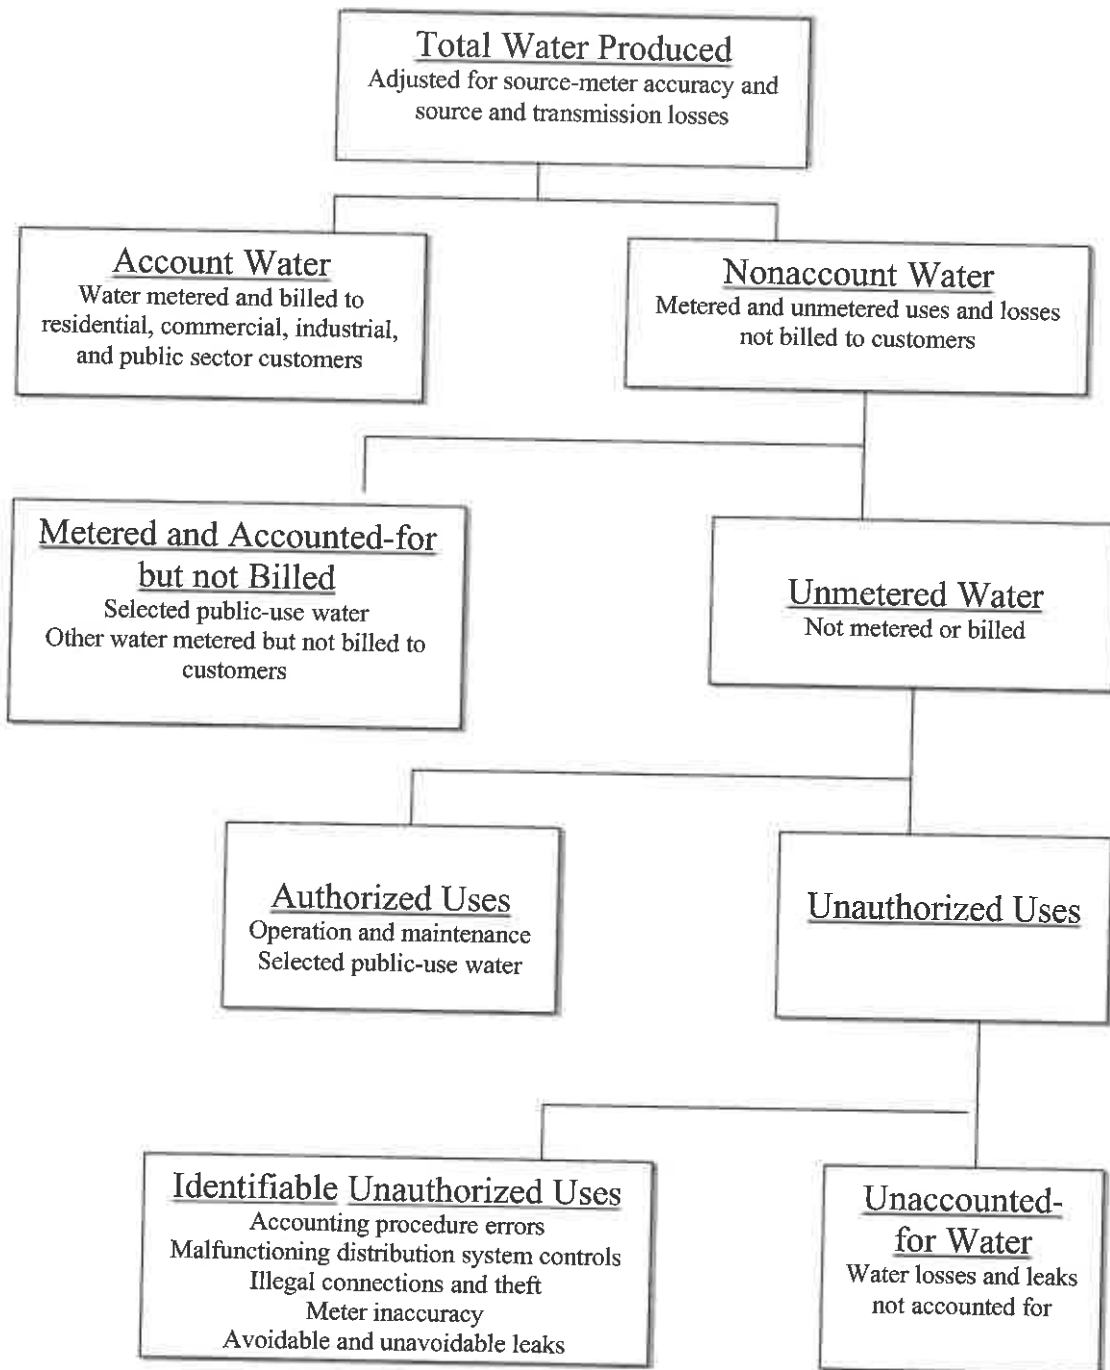 Total Water Produced
Adjusted for source-meter accuracy and
source and transmission losses
Account Water
Water metered and billed to
residential, commercial, industrial,
and public sector customers
Nonaccount Water
Metered and unmetered uses and losses
not billed to customers
Metered and Accounted-for
but not Billed
Selected public-use water
Other water metered but not billed to
customers
Unmetered Water
Not metered or billed
Authorized Uses
Operation and maintenance
Selected public-use water
Unauthorized Uses
Identifiable Unauthorized Uses
Accounting procedure errors
Malfunctioning distribution system controls
Illegal connections and theft
Meter inaccuracy
Avoidable and unavoidable leaks
Unaccounted-
for Water
Water losses and leaks
not accounted for